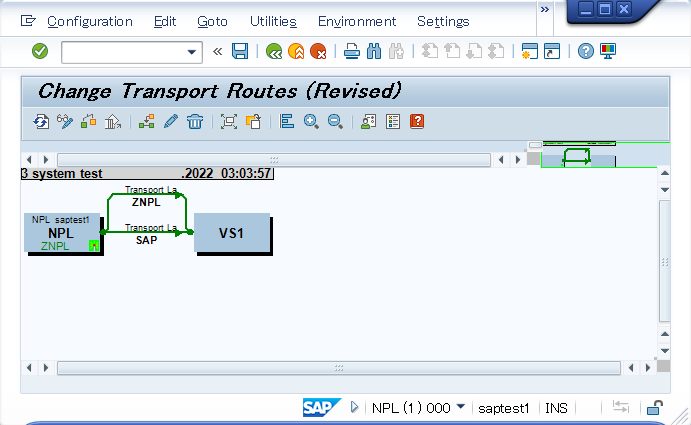 Configuration Edit Goto Utilities Environment Settings »
«
Change Transport Routes (Revised)
3 system test .2022 03:03:57
Transport La
ZNPL
NPL saptest1
NPL
ZNPL
Transport La
SAP
VS1
SAP NPL (1) 000 saptest1 INS